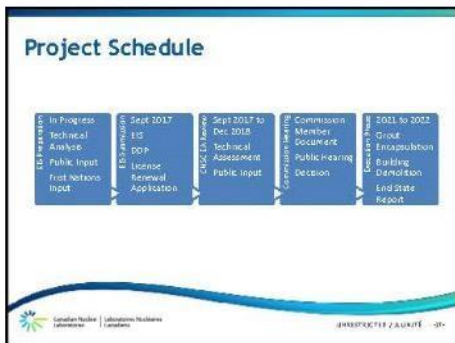 Project Schedule
EIS Preparation
In Progress
Technical
Analysis
Public Input
First Nations
Input
EIS Submission
Sept 2017
EIS
DDP
License
Renewal
Application
CNSC EA Review
Sept 2017 to
Dec 2018
Technical
Assessment
Public Input
Commission Hearing
Commission
Member
Document
Public Hearing
Decision
Execution Phase
2021 to 2022
Grout
Encapsulation
Building
Demolition
End State
Report
Canadian Nuclear | Laboratoires Nucléaires
Laboratories | Canadiens
UNRESTRICTED / ILLIMITÉ